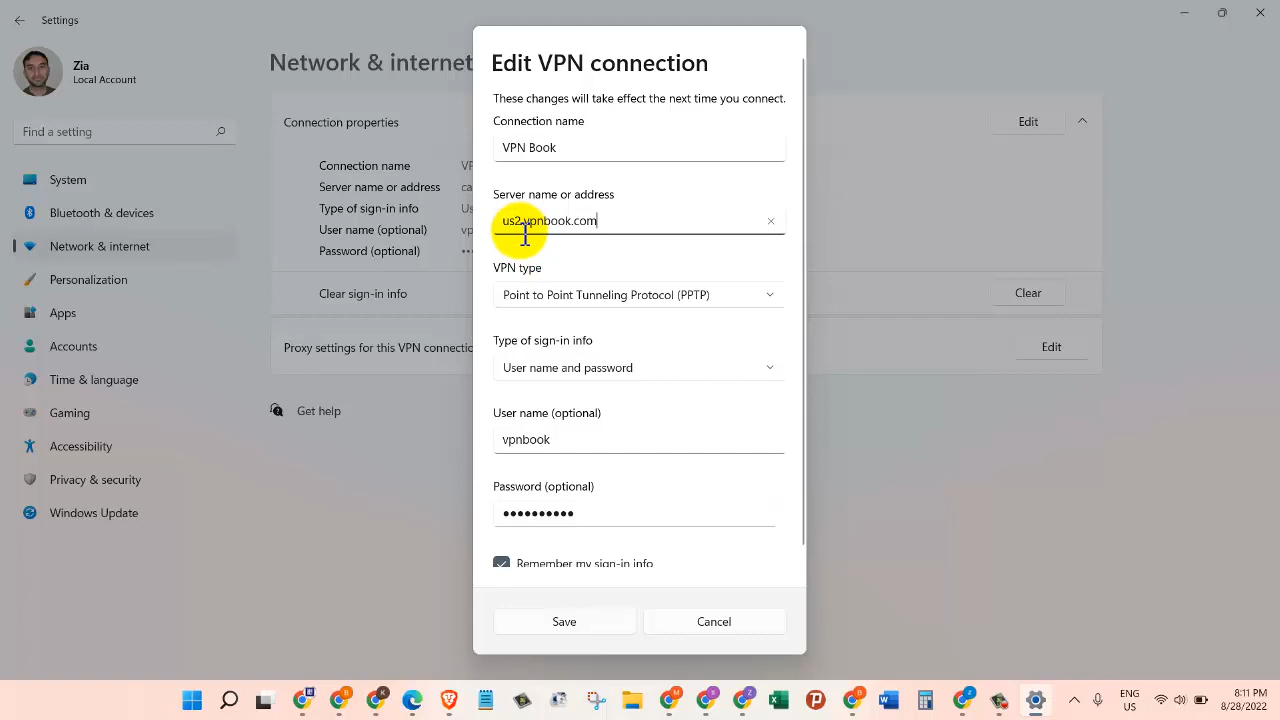 Zia
Local Account
Find a setting
System
Bluetooth & devices
Network & internet
Personalization
Apps
Accounts
Time & language
Gaming
Accessibility
Privacy & security
Windows Update
Network & internet
Connection properties
Edit
Connection name
VP
Server name or address
ca
Type of sign-in info
Us
User name (optional)
vp
Password (optional)
•••
Clear sign-in info
Clear
Proxy settings for this VPN connectio
Edit
Get help
Edit VPN connection
These changes will take effect the next time you connect.
Connection name
VPN Book
Server name or address
us2.vpnbook.com
VPN type
Point to Point Tunneling Protocol (PPTP)
Type of sign-in info
User name and password
User name (optional)
vpnbook
Password (optional)
●●●●●●●●●●
Remember my sign-in info
Save
Cancel
ENG
US
8:11 PM
8/28/2022